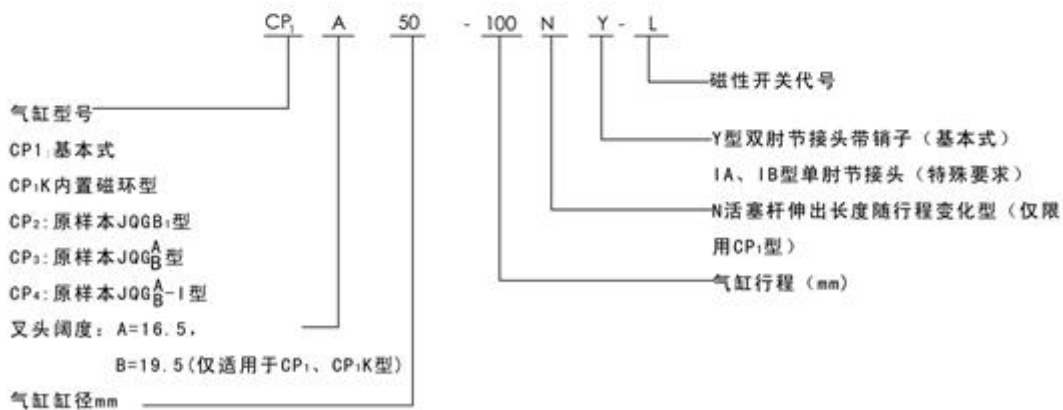 CP₁ A 50 - 100 N Y - L
磁性开关代号
气缸型号
Y型双肘节接头带销子（基本式）
CP1:基本式
IA、IB型单肘节接头（特殊要求）
CP₁K内置磁环型
N活塞杆伸出长度随行程变化型（仅限
CP₂:原样本JQGB₁型
用CP₁型）
CP₃:原样本JQG A/B 型
气缸行程（mm)
CP₄:原样本JQG A/B -I型
叉头阔度：A=16.5，
B=19.5(仅适用于CP₁、CP₁K型)
气缸缸径mm